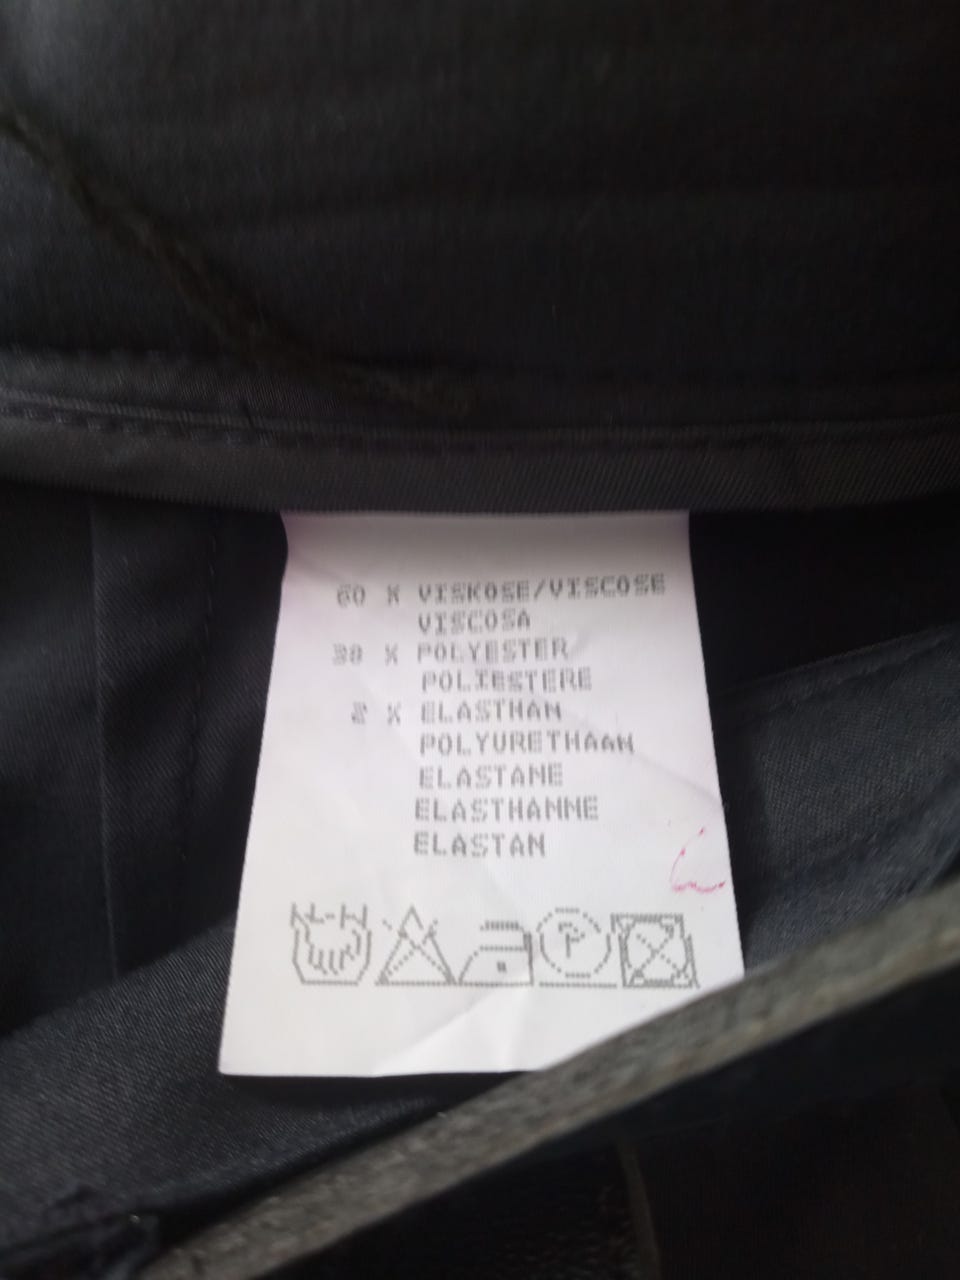 60 % VISKOSE/VISCOSE
VISCOSA
38 % POLYESTER
POLIESTERE
2 % ELASTHAN
POLYURETHAAN
ELASTANE
ELASTHANNE
ELASTAN
P